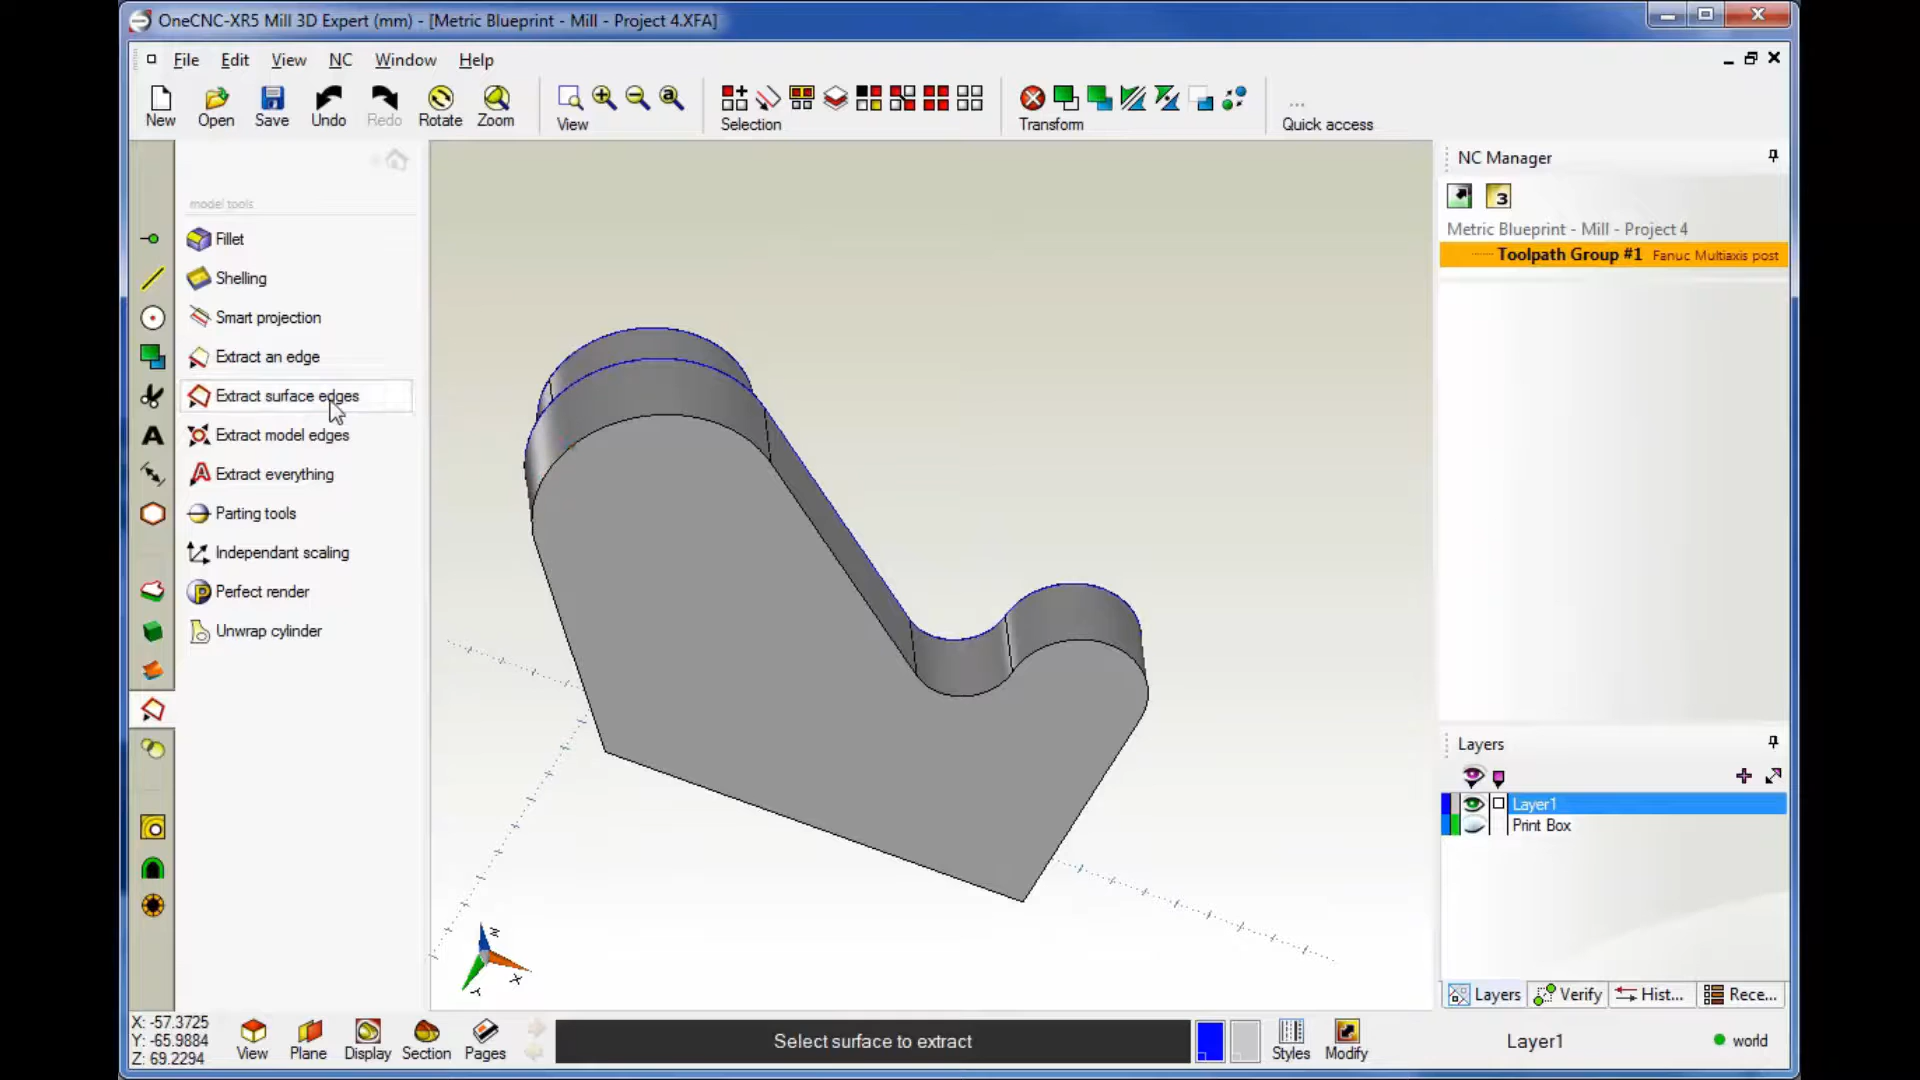 OneCNC-XR5 Mill 3D Expert (mm) - [Metric Blueprint - Mill - Project 4.XFA]
File Edit View NC Window Help
New Open Save Undo Redo Rotate Zoom View Selection Transform Quick access
model tools
Fillet
Shelling
Smart projection
Extract an edge
Extract surface edges
Extract model edges
Extract everything
Parting tools
Independant scaling
Perfect render
Unwrap cylinder
NC Manager
3
Metric Blueprint - Mill - Project 4
Toolpath Group #1 Fanuc Multiaxis post
Layers
Layer1
Print Box
Layers Verify Hist... Rece...
Z
X
Y
X: -57.3725
Y: -65.9884
Z: 69.2294
View Plane Display Section Pages
Select surface to extract
Styles Modify
Layer1
world